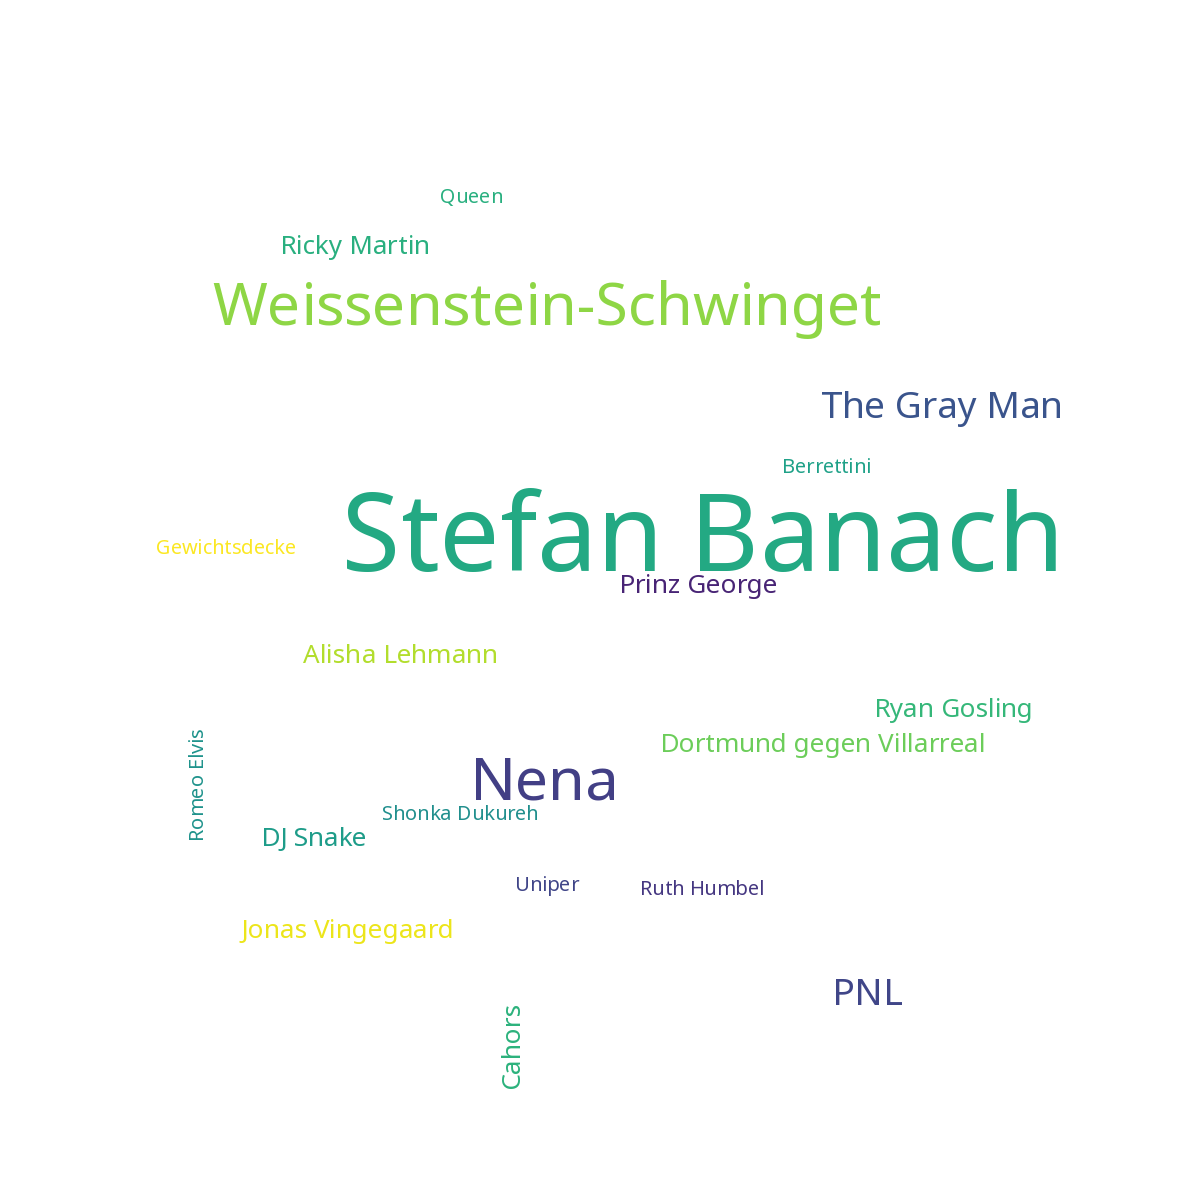 Queen
Ricky Martin
Weissenstein-Schwinget
The Gray Man
Berrettini
Stefan Banach
Gewichtsdecke
Prinz George
Alisha Lehmann
Ryan Gosling
Dortmund gegen Villarreal
Romeo Elvis
Nena
Shonka Dukureh
DJ Snake
Uniper
Ruth Humbel
Jonas Vingegaard
PNL
Cahors